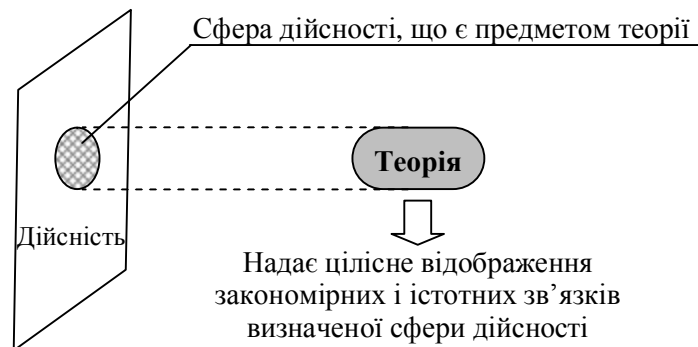 Сфера дійсності, що є предметом теорії
Теорія
Дійсність
Надає цілісне відображення
закономірних і істотних зв’язків
визначеної сфери дійсності